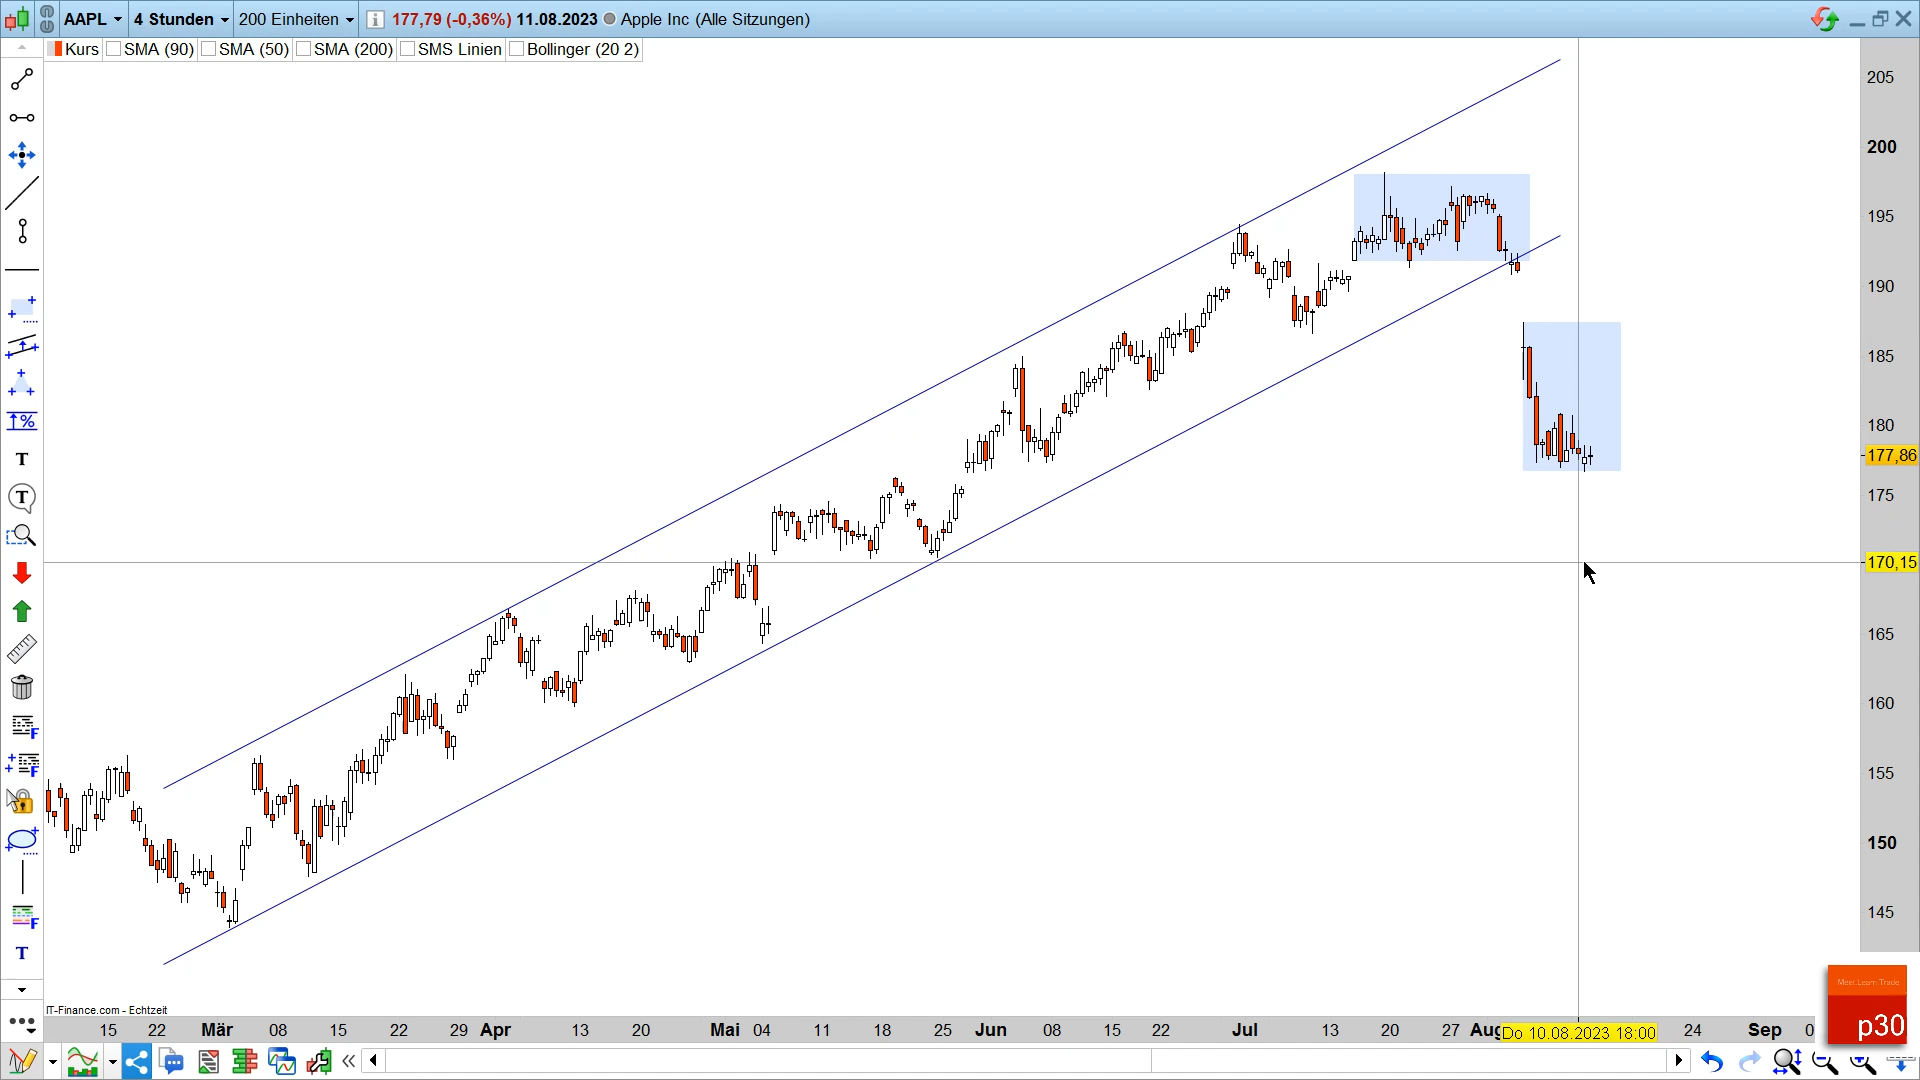 AAPL 4 Stunden 200 Einheiten i 177,79 (-0,36%) 11.08.2023 Apple Inc (Alle Sitzungen)
Kurs SMA (90) SMA (50) SMA (200) SMS Linien Bollinger (20 2)
205
200
195
190
185
180
177,86
175
170,15
165
160
155
150
145
%
T
T
F
F
F
T
IT-Finance.com - Echtzeit
15 22 Mär 08 15 22 29 Apr 13 20 Mai 04 11 18 25 Jun 08 15 22 Jul 13 20 27 Aug Do 10.08.2023 18:00 24 Sep 0
Meet.Learn.Trade
p30